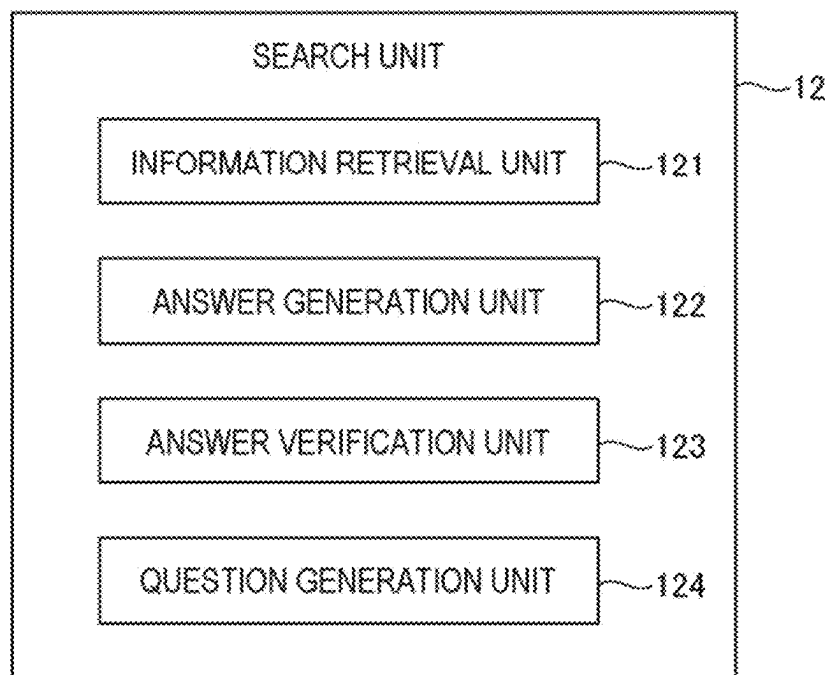 SEARCH UNIT
12
INFORMATION RETRIEVAL UNIT
121
ANSWER GENERATION UNIT
122
ANSWER VERIFICATION UNIT
123
QUESTION GENERATION UNIT
124